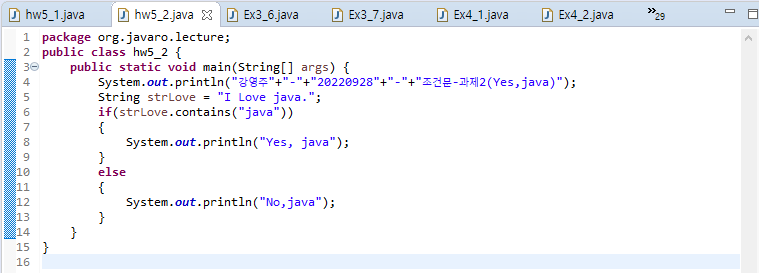 hw5_1.java hw5_2.java Ex3_6.java Ex3_7.java Ex4_1.java Ex4_2.java »29
1 package org.javaro.lecture;
2 public class hw5_2 {
3 public static void main(String[] args) {
4 System.out.println("강영주"+"-"+"20220928"+"-"+"조건문-과제2(Yes,java)");
5 String strLove = "I Love java.";
6 if(strLove.contains("java"))
7 {
8 System.out.println("Yes, java");
9 }
10 else
11 {
12 System.out.println("No,java");
13 }
14 }
15 }
16